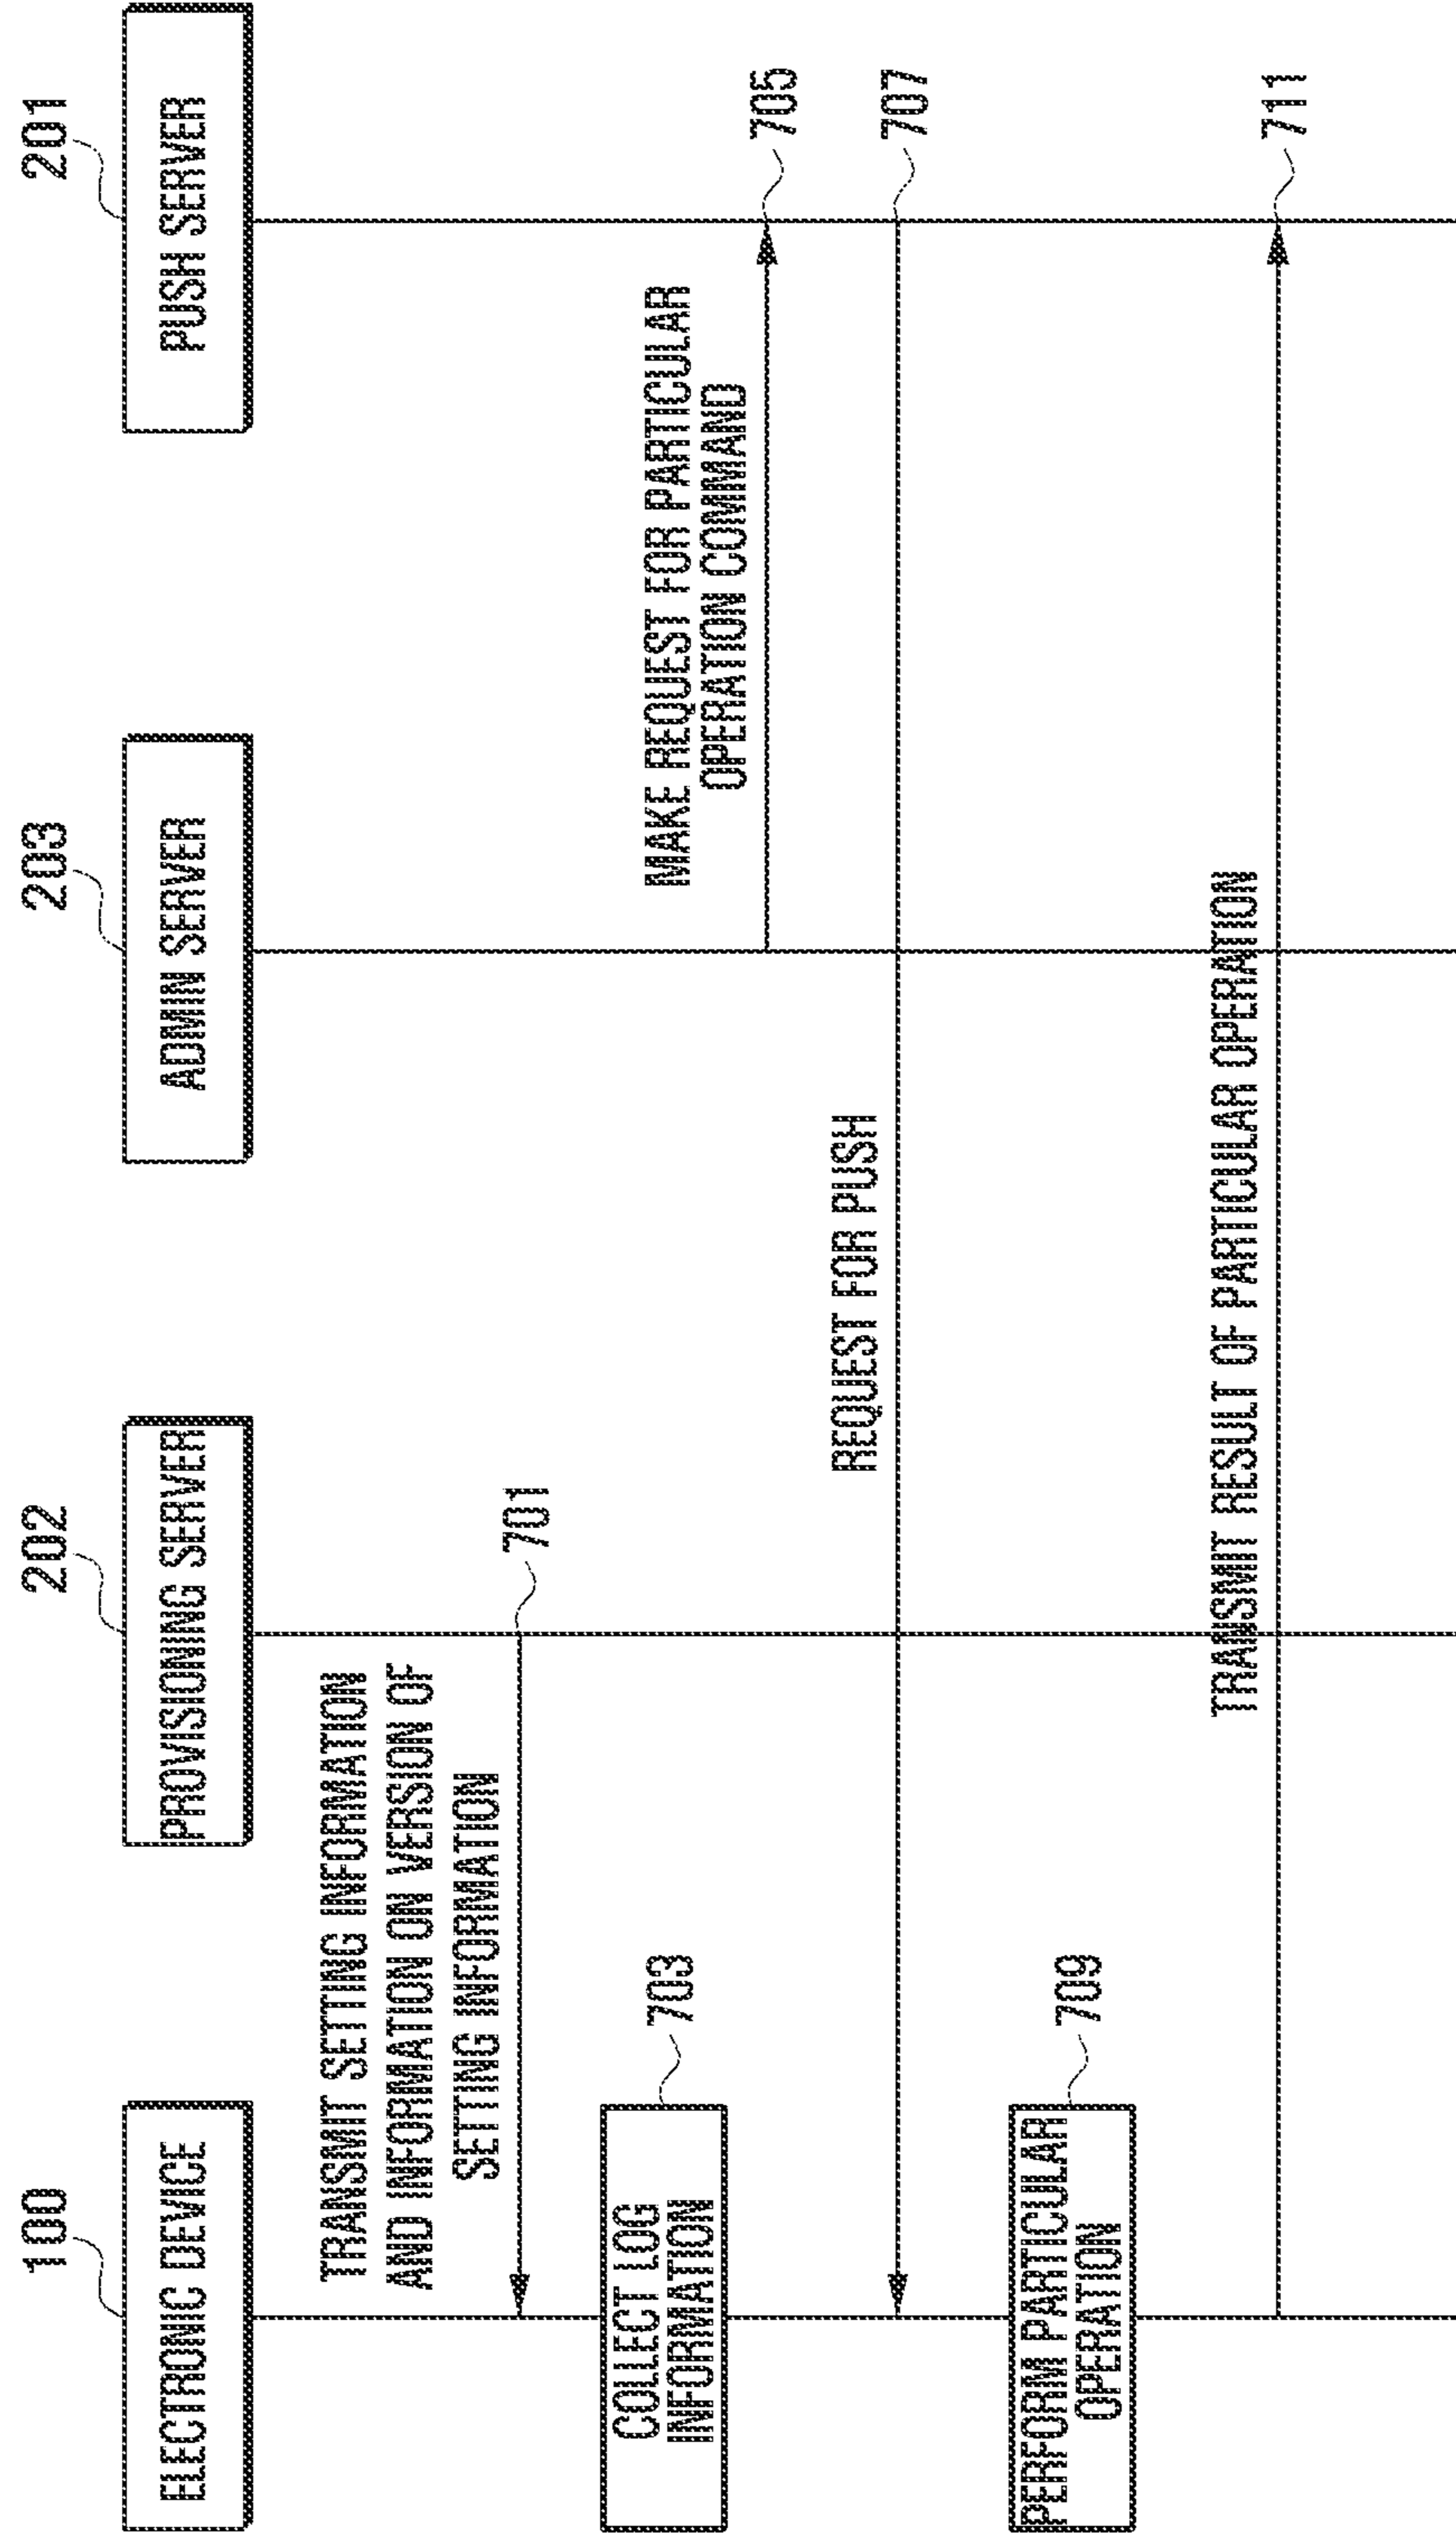 100
202
203
201
ELECTRONIC DEVICE
PROVISIONING SERVER
ADMIN SERVER
PUSH SERVER
TRANSMIT SETTING INFORMATION
AND INFORMATION ON VERSION OF
SETTING INFORMATION
701
COLLECT LOG
INFORMATION
703
MAKE REQUEST FOR PARTICULAR
OPERATION COMMAND
705
REQUEST FOR PUSH
707
PERFORM PARTICULAR
OPERATION
709
TRANSMIT RESULT OF PARTICULAR OPERATION
711